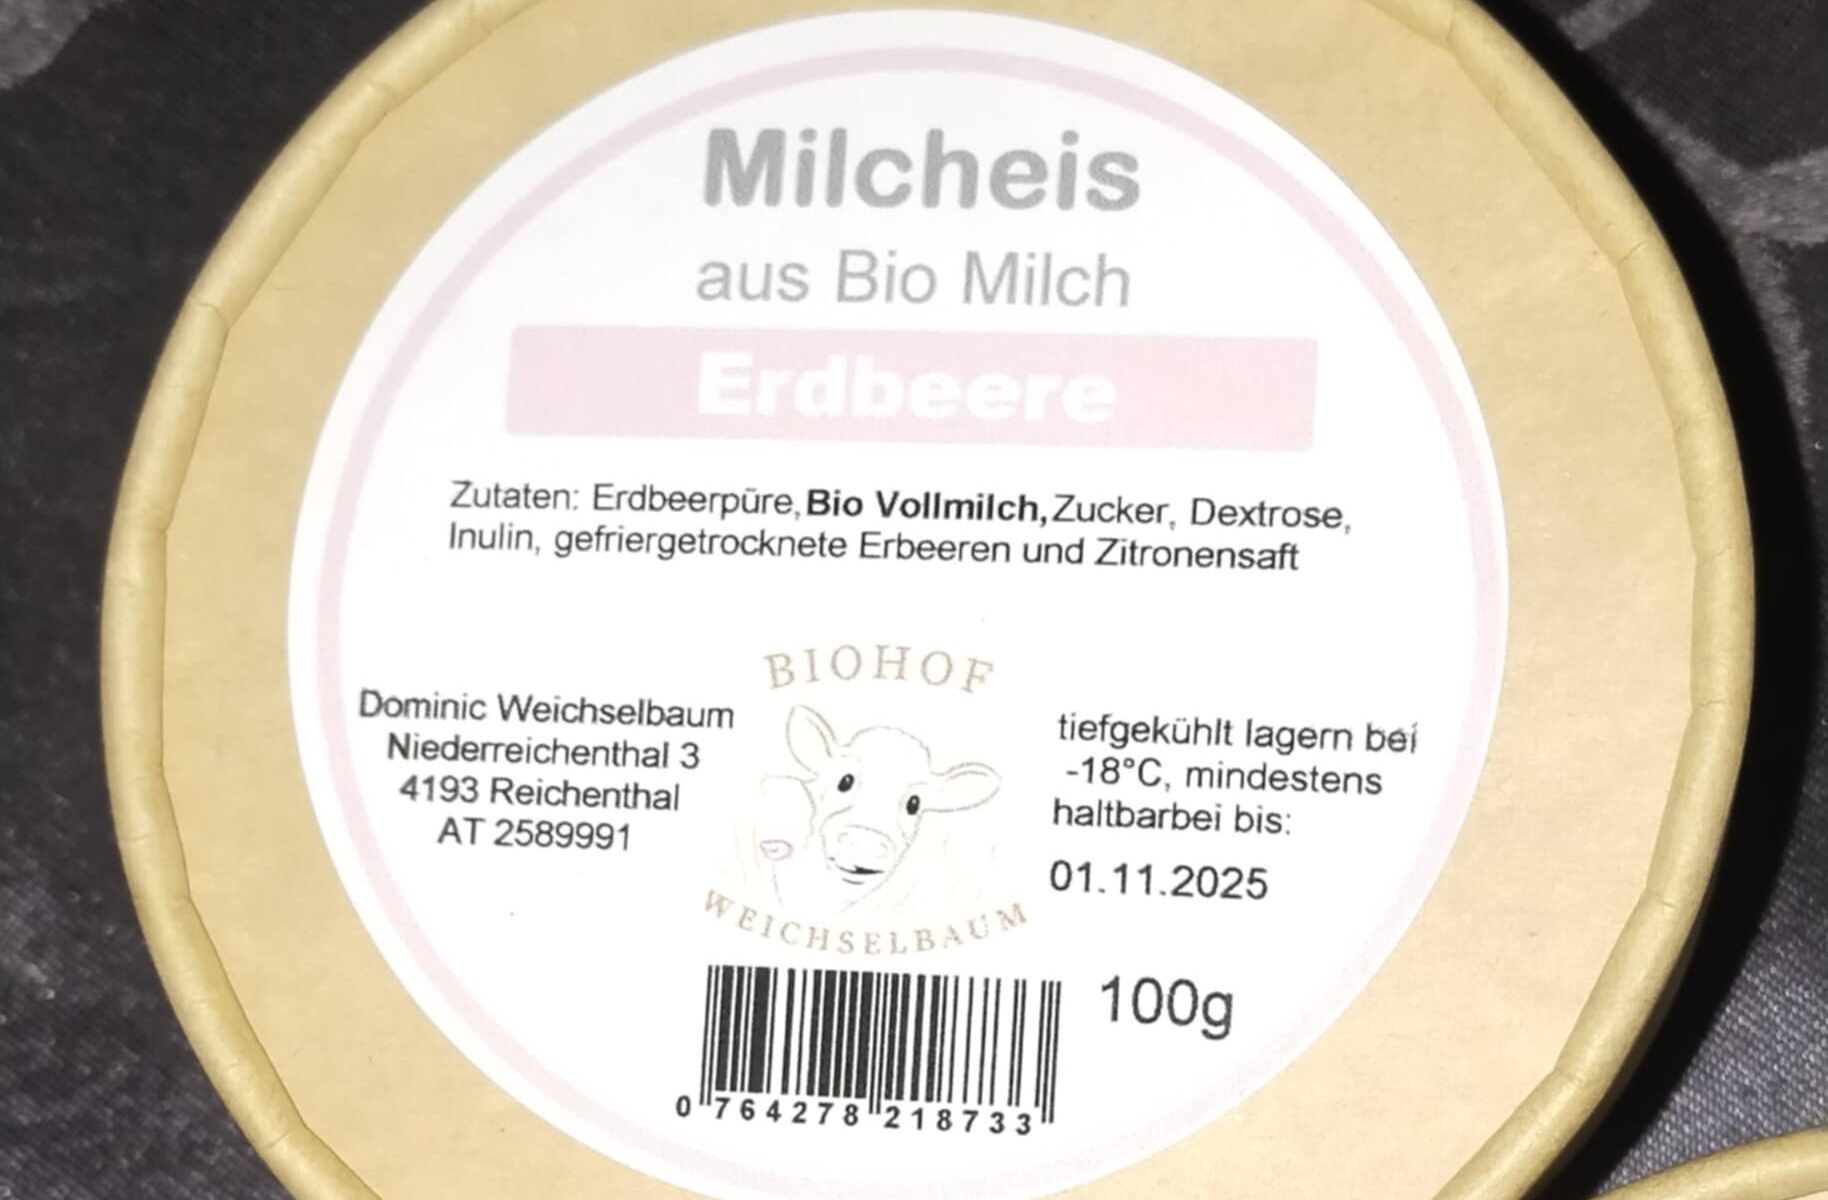 Milcheis
aus Bio Milch
Erdbeere
Zutaten: Erdbeerpüre, Bio Vollmilch, Zucker, Dextrose,
Inulin, gefriergetrocknete Erbeeren und Zitronensaft
BIOHOF
WEICHSELBAUM
Dominic Weichselbaum
Niederreichenthal 3
4193 Reichenthal
AT 2589991
tiefgekühlt lagern bei
-18°C, mindestens
haltbarbei bis:
01.11.2025
100g
0 764278 218733